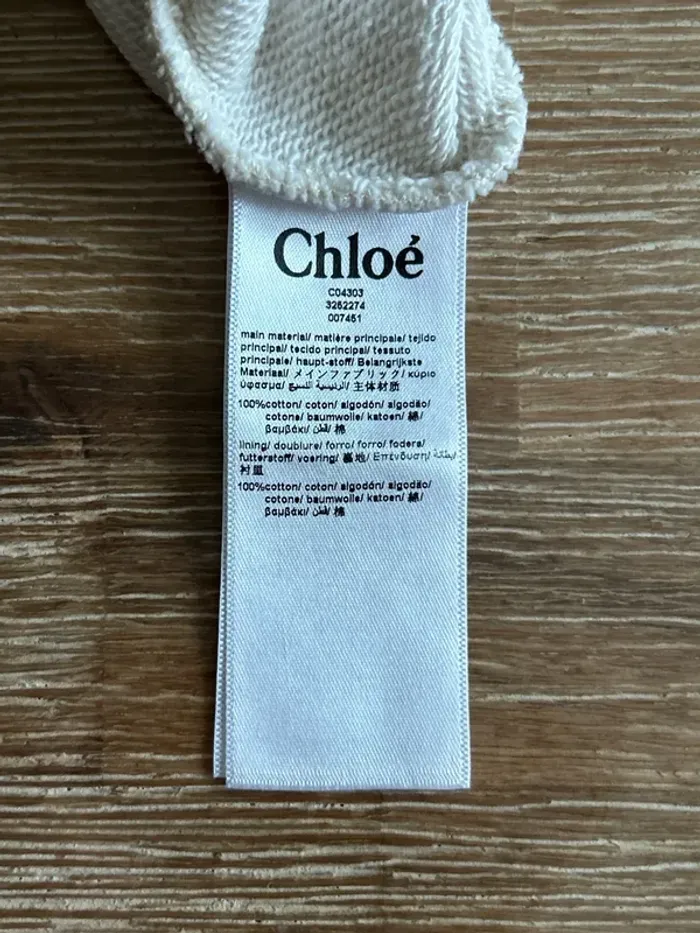 Chloé
C04303
3262274
007451
main material/ matière principale/ tejido
principal/ tecido principal/ tessuto
principale/ haupt-stoff/ Belangrijkste
Materiaal/ メインファブリック/ κύριο
ύφασμα/ الرئيسية النسيج/ 主体材质
100%cotton/ coton/ algodón/ algodão/
cotone/ baumwolle/ katoen/ 綿/
βαμβάκι/ قطن/ 棉
lining/ doublure/ forro/ forro/ fodera/
futterstoff/ voering/ 裏地/ Επένδυση/ بطانة/
衬里
100%cotton/ coton/ algodón/ algodão/
cotone/ baumwolle/ katoen/ 綿/
βαμβάκι/ قطن/ 棉